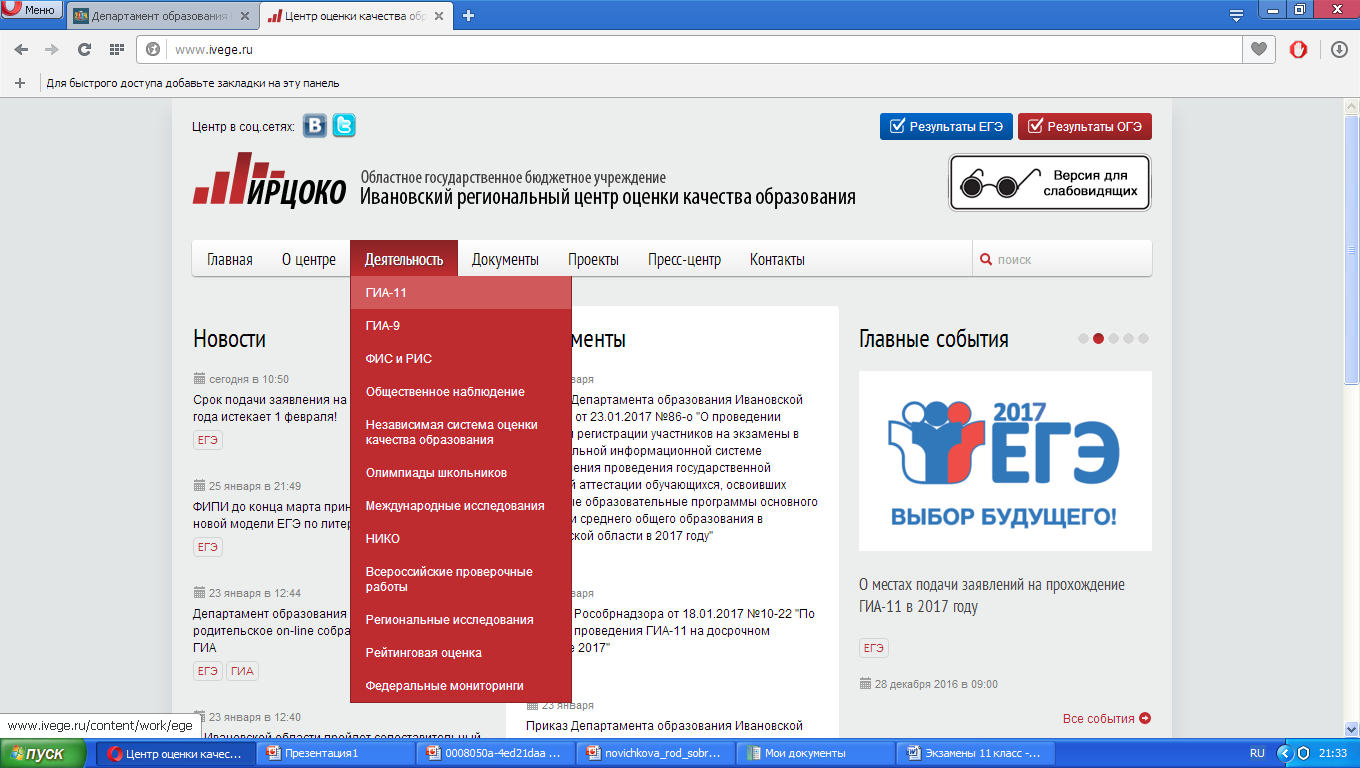 Меню
Департамент образования
Центр оценки качества обр
www.ivege.ru
Для быстрого доступа добавьте закладки на эту панель
Центр в соц.сетях:
Результаты ЕГЭ
Результаты ОГЭ
ИРЦОКО
Областное государственное бюджетное учреждение
Ивановский региональный центр оценки качества образования
Версия для
слабовидящих
Главная
О центре
Деятельность
Документы
Проекты
Пресс-центр
Контакты
поиск
ГИА-11
ГИА-9
ФИС и РИС
Общественное наблюдение
Независимая система оценки
качества образования
Олимпиады школьников
Международные исследования
НИКО
Всероссийские проверочные
работы
Региональные исследования
Рейтинговая оценка
Федеральные мониторинги
Новости
сегодня в 10:50
Срок подачи заявления на
года истекает 1 февраля!
ЕГЭ
25 января в 21:49
ФИПИ до конца марта прин
новой модели ЕГЭ по литер
ЕГЭ
23 января в 12:44
Департамент образования
родительское on-line собра
ГИА
ЕГЭ ГИА
23 января в 12:40
Ивановской области пройдет сопоставительный
менты
января
Департамента образования Ивановской
от 23.01.2017 №86-о "О проведении
и регистрации участников на экзамены в
льной информационной системе
ения проведения государственной
й аттестации обучающихся, освоивших
ые образовательные программы основного
и среднего общего образования в
ской области в 2017 году"
января
Рособрнадзора от 18.01.2017 №10-22 "По
проведения ГИА-11 на досрочном
е 2017"
23 января
Приказ Департамента образования Ивановской
Главные события
2017
ЕГЭ
ВЫБОР БУДУЩЕГО!
О местах подачи заявлений на прохождение
ГИА-11 в 2017 году
ЕГЭ
28 декабря 2016 в 09:00
Все события
www.ivege.ru/content/work/ege
пуск
Центр оценки качес...
Презентация1
0008050a-4ed21daa ...
novichkova_rod_sobr...
Мои документы
Экзамены 11 класс -...
RU
21:33